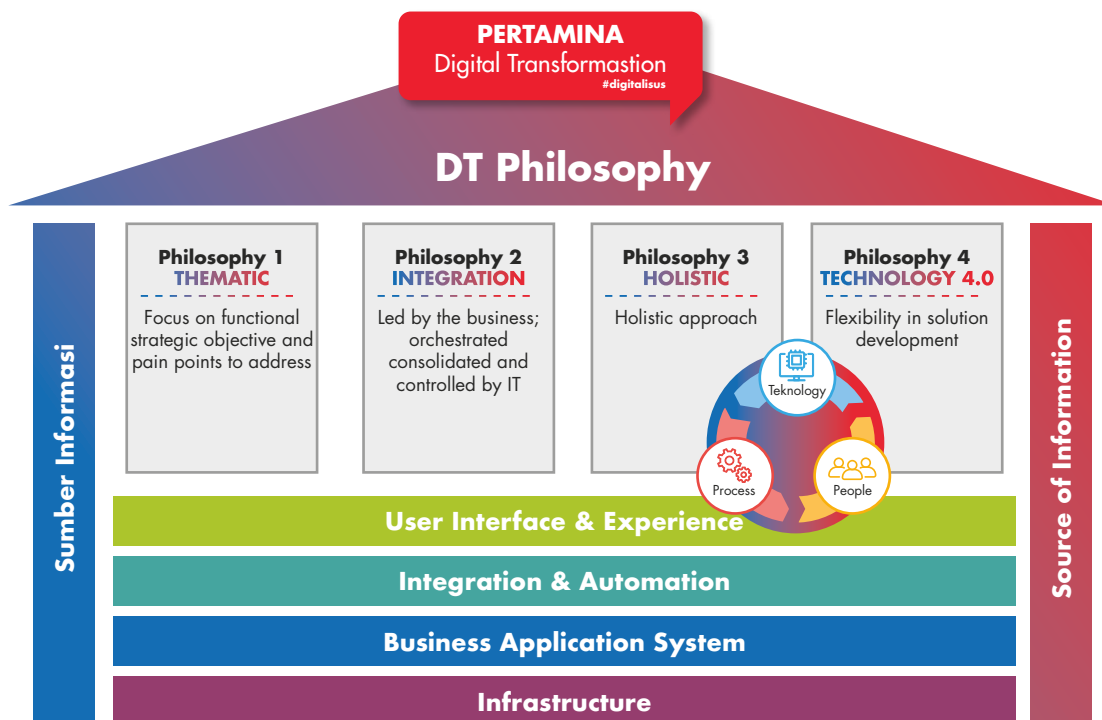 PERTAMINA
Digital Transformastion
#digitalisus
DT Philosophy
Sumber Informasi
Philosophy 1
THEMATIC
Focus on functional
strategic objective and
pain points to address
Philosophy 2
INTEGRATION
Led by the business;
orchestrated
consolidated and
controlled by IT
Philosophy 3
HOLISTIC
Holistic approach
Philosophy 4
TECHNOLOGY 4.0
Flexibility in solution
development
Teknology
Process
People
Source of Information
User Interface & Experience
Integration & Automation
Business Application System
Infrastructure